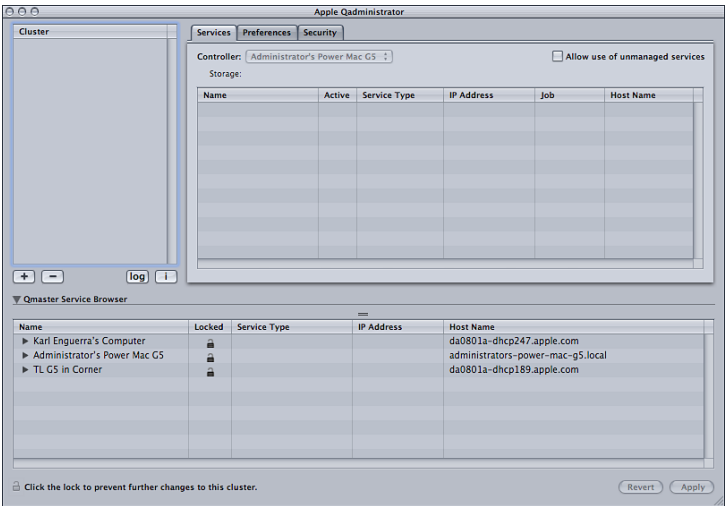 Apple Qadministrator
Cluster
Services Preferences Security
Controller: Administrator's Power Mac G5 Allow use of unmanaged services
Storage:
Name Active Service Type IP Address Job Host Name
+ − log i
Qmaster Service Browser
Name Locked Service Type IP Address Host Name
Karl Enguerra's Computer da0801a-dhcp247.apple.com
Administrator's Power Mac G5 administrators-power-mac-g5.local
TL G5 in Corner da0801a-dhcp189.apple.com
Click the lock to prevent further changes to this cluster. Revert Apply